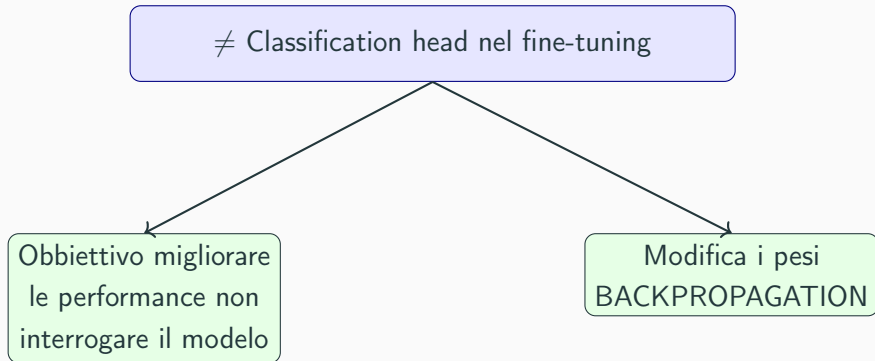 ≠ Classification head nel fine-tuning
Obbiettivo migliorare
le performance non
interrogare il modelo
Modifica i pesi
BACKPROPAGATION